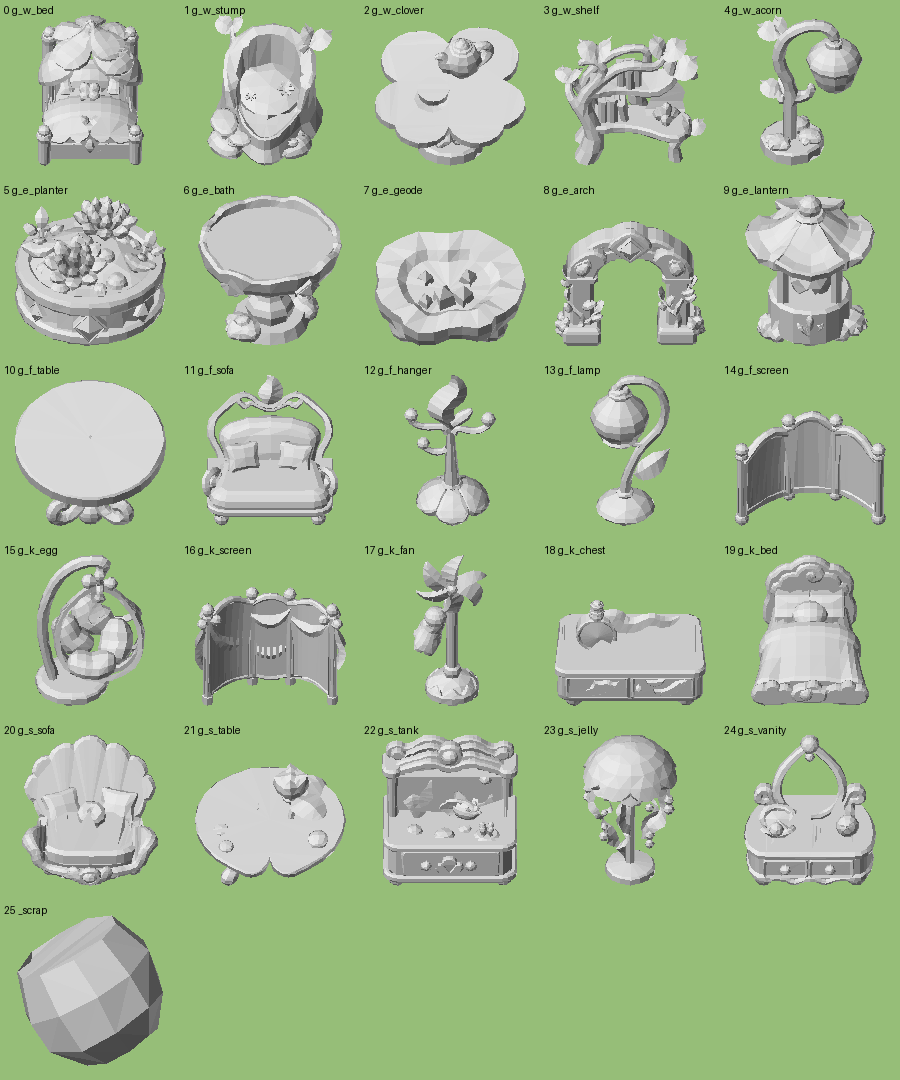 0 g_w_bed
1 g_w_stump
2 g_w_clover
3 g_w_shelf
4 g_w_acorn
5 g_e_planter
6 g_e_bath
7 g_e_geode
8 g_e_arch
9 g_e_lantern
10 g_f_table
11 g_f_sofa
12 g_f_hanger
13 g_f_lamp
14 g_f_screen
15 g_k_egg
16 g_k_screen
17 g_k_fan
18 g_k_chest
19 g_k_bed
20 g_s_sofa
21 g_s_table
22 g_s_tank
23 g_s_jelly
24 g_s_vanity
25 _scrap